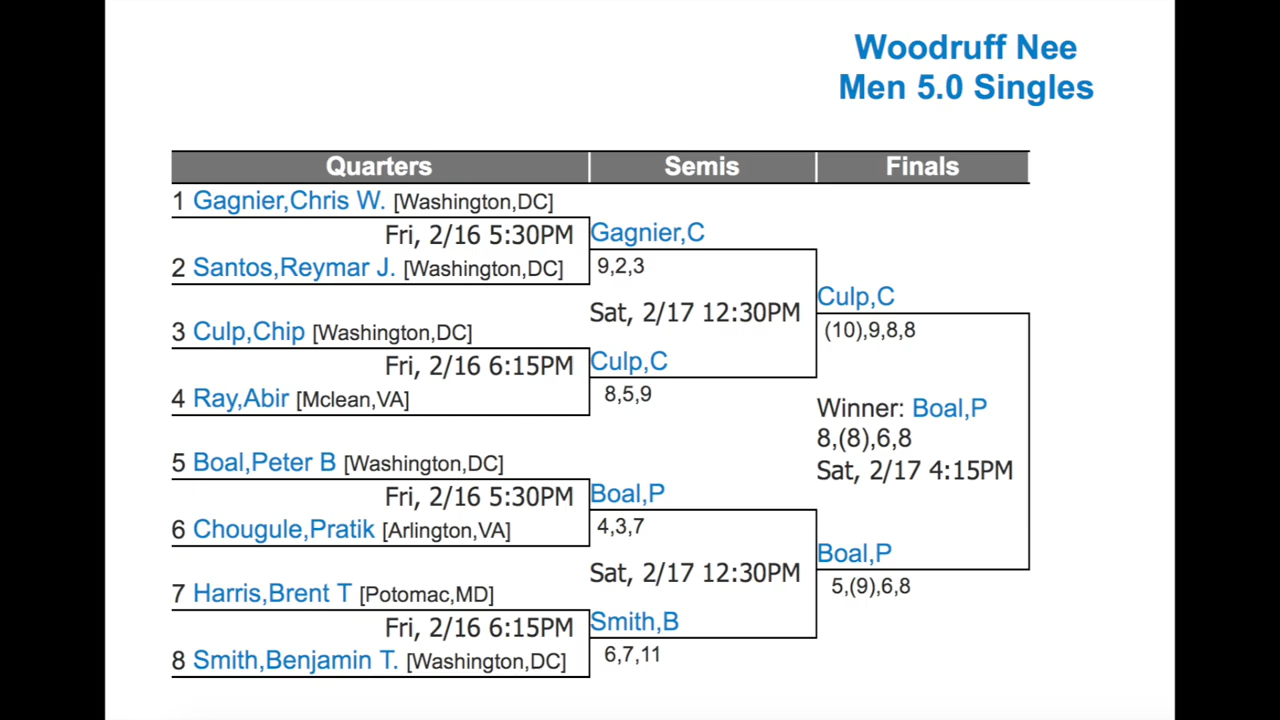 Woodruff Nee
Men 5.0 Singles
Quarters Semis Finals
1 Gagnier,Chris W. [Washington,DC]
Fri, 2/16 5:30PM
Gagnier,C
2 Santos,Reymar J. [Washington,DC]
9,2,3
Culp,C
Sat, 2/17 12:30PM
(10),9,8,8
3 Culp,Chip [Washington,DC]
Fri, 2/16 6:15PM
Culp,C
4 Ray,Abir [Mclean,VA]
8,5,9
Winner: Boal,P
8,(8),6,8
Sat, 2/17 4:15PM
5 Boal,Peter B [Washington,DC]
Fri, 2/16 5:30PM
Boal,P
6 Chougule,Pratik [Arlington,VA]
4,3,7
Boal,P
Sat, 2/17 12:30PM
5,(9),6,8
7 Harris,Brent T [Potomac,MD]
Fri, 2/16 6:15PM
Smith,B
8 Smith,Benjamin T. [Washington,DC]
6,7,11